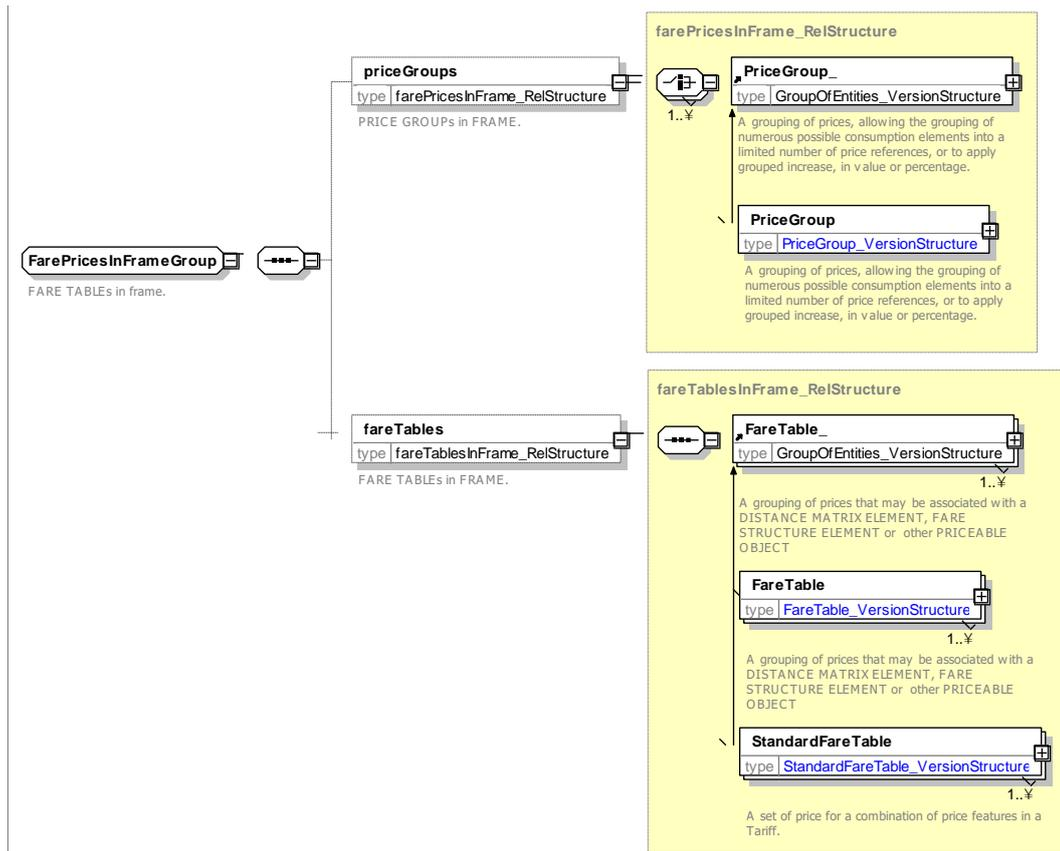 farePricesInFrame_RelStructure
priceGroups
type farePricesInFrame_RelStructure
PRICE GROUPs in FRAME.
1..¥
PriceGroup_
type GroupOfEntities_VersionStructure
A grouping of prices, allowing the grouping of
numerous possible consumption elements into a
limited number of price references, or to apply
grouped increase, in value or percentage.
PriceGroup
type PriceGroup_VersionStructure
A grouping of prices, allowing the grouping of
numerous possible consumption elements into a
limited number of price references, or to apply
grouped increase, in value or percentage.
FarePricesInFrameGroup
FARE TABLEs in frame.
fareTablesInFrame_RelStructure
fareTables
type fareTablesInFrame_RelStructure
FARE TABLEs in FRAME.
FareTable_
type GroupOfEntities_VersionStructure
1..¥
A grouping of prices that may be associated with a
DISTANCE MATRIX ELEMENT, FARE
STRUCTURE ELEMENT or other PRICEABLE
OBJECT
FareTable
type FareTable_VersionStructure
1..¥
A grouping of prices that may be associated with a
DISTANCE MATRIX ELEMENT, FARE
STRUCTURE ELEMENT or other PRICEABLE
OBJECT
StandardFareTable
type StandardFareTable_VersionStructure
1..¥
A set of price for a combination of price features in a
Tariff.